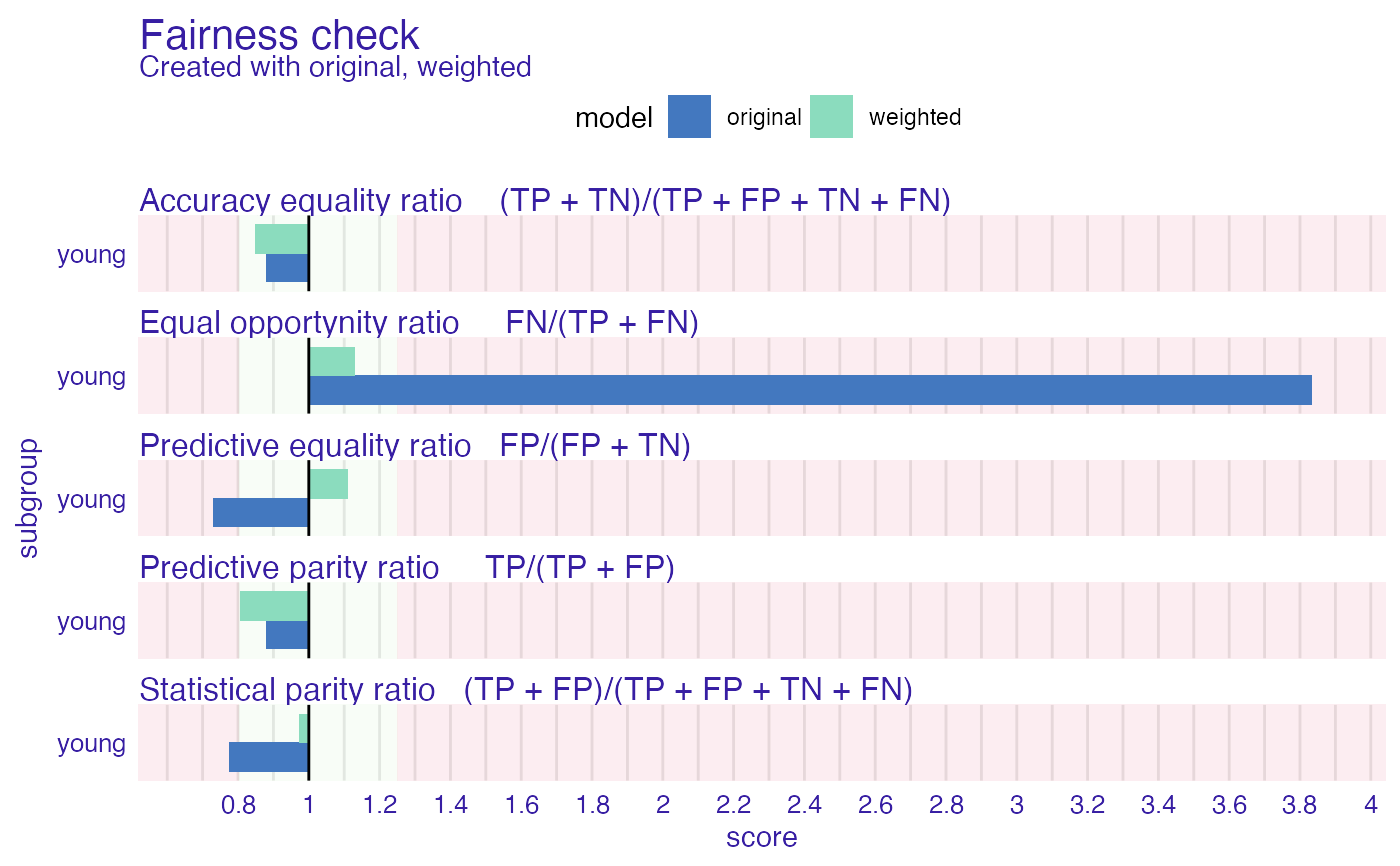 Fairness check
Created with original, weighted
model original weighted
Accuracy equality ratio (TP + TN)/(TP + FP + TN + FN)
young
Equal opportynity ratio FN/(TP + FN)
young
Predictive equality ratio FP/(FP + TN)
young
Predictive parity ratio TP/(TP + FP)
young
Statistical parity ratio (TP + FP)/(TP + FP + TN + FN)
young
subgroup
0.8 1 1.2 1.4 1.6 1.8 2 2.2 2.4 2.6 2.8 3 3.2 3.4 3.6 3.8 4
score